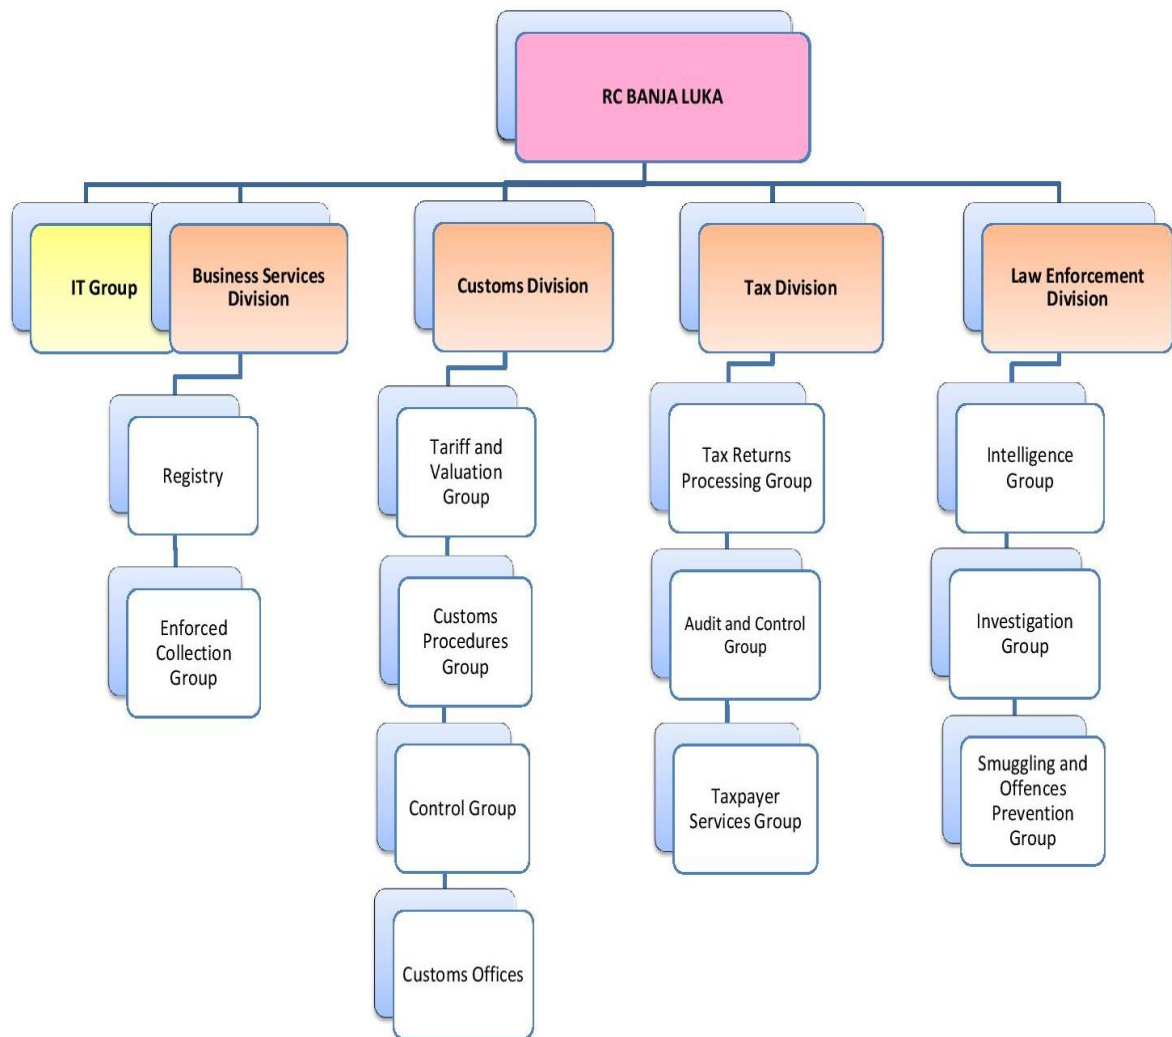 RC BANJA LUKA
IT Group
Business Services
Division
Customs Division
Tax Division
Law Enforcement
Division
Registry
Enforced
Collection
Group
Tariff and
Valuation
Group
Customs
Procedures
Group
Control Group
Customs Offices
Tax Returns
Processing Group
Audit and Control
Group
Taxpayer
Services Group
Intelligence
Group
Investigation
Group
Smuggling and
Offences
Prevention
Group